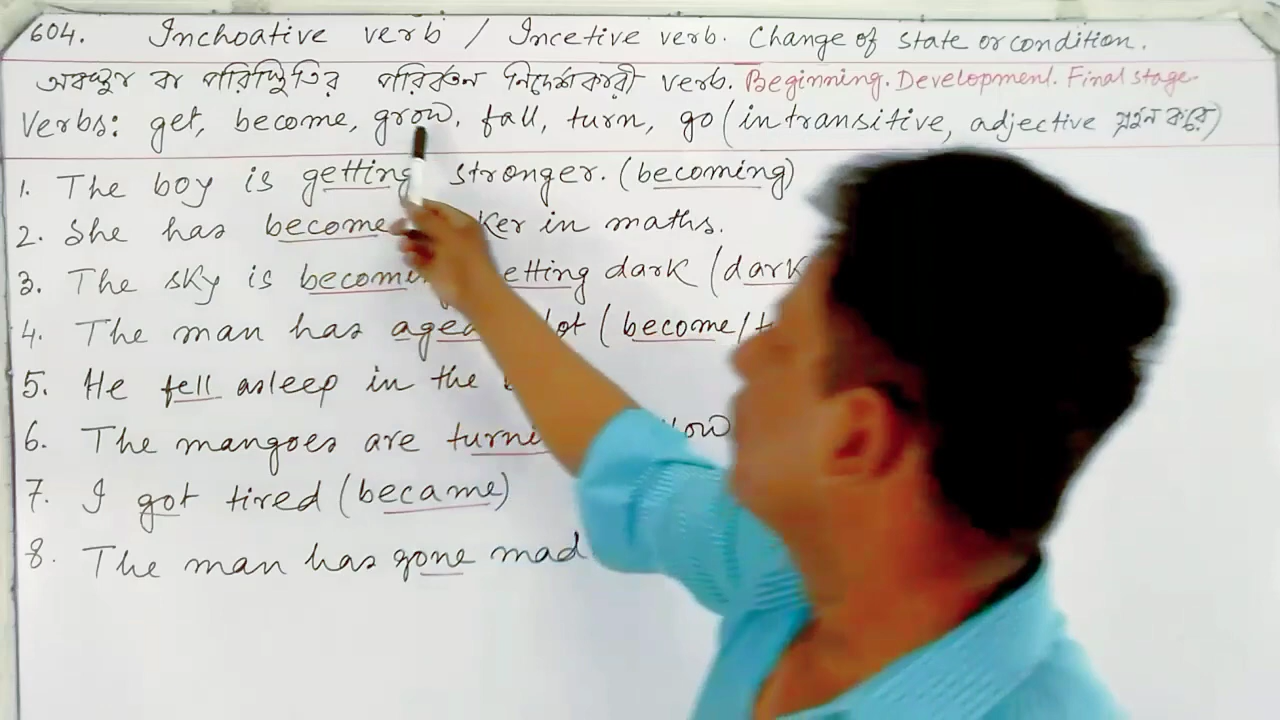 604. Inchoative verb / Incetive verb. Change of state or condition.
অবস্থার বা পরিস্থিতির পরিবর্তন নির্দেশকারী verb. Beginning. Development. Final stage
Verbs: get, become, grow, fall, turn, go (intransitive, adjective গ্রহন করে)
1. The boy is getting stronger. (becoming)
2. She has become ker in maths.
3. The sky is becomi etting dark (dark
4. The man has aged lot (become/t
5. He fell asleep in the
6. The mangoes are turni low
7. I got tired (became)
8. The man has gone mad